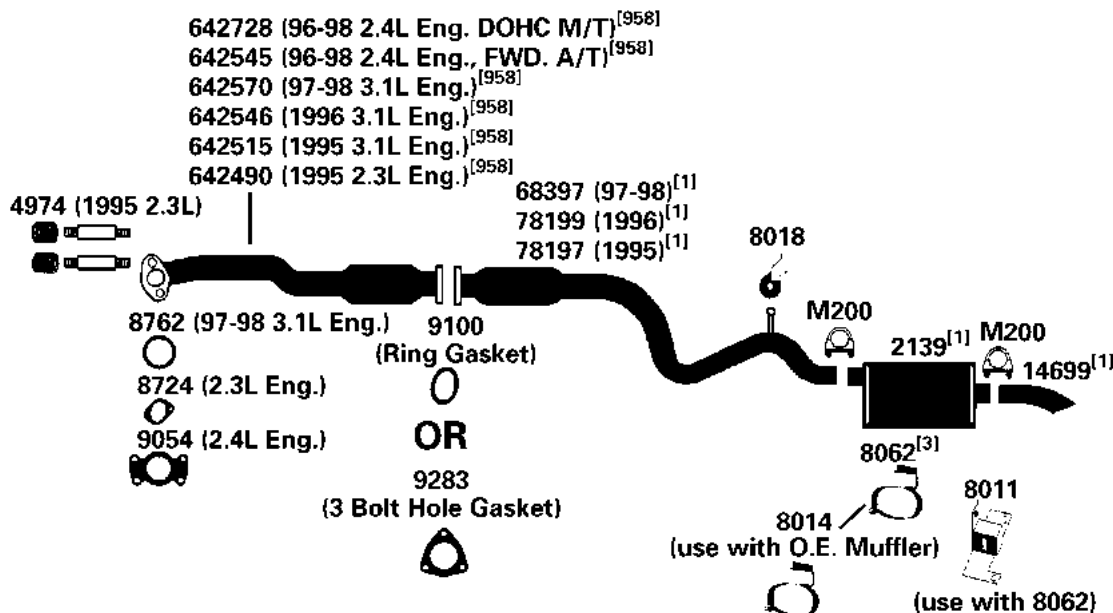 642728 (96-98 2.4L Eng. DOHC M/T)[958]
642545 (96-98 2.4L Eng., FWD. A/T)[958]
642570 (97-98 3.1L Eng.)[958]
642546 (1996 3.1L Eng.)[958]
642515 (1995 3.1L Eng.)[958]
642490 (1995 2.3L Eng.)[958]
4974 (1995 2.3L)
68397 (97-98)[1]
78199 (1996)[1]
78197 (1995)[1]
8018
M200
2139[1]
M200
14699[1]
8762 (97-98 3.1L Eng.)
9100
(Ring Gasket)
8724 (2.3L Eng.)
OR
9054 (2.4L Eng.)
9283
(3 Bolt Hole Gasket)
8062[3]
8011
8014
(use with O.E. Muffler)
(use with 8062)